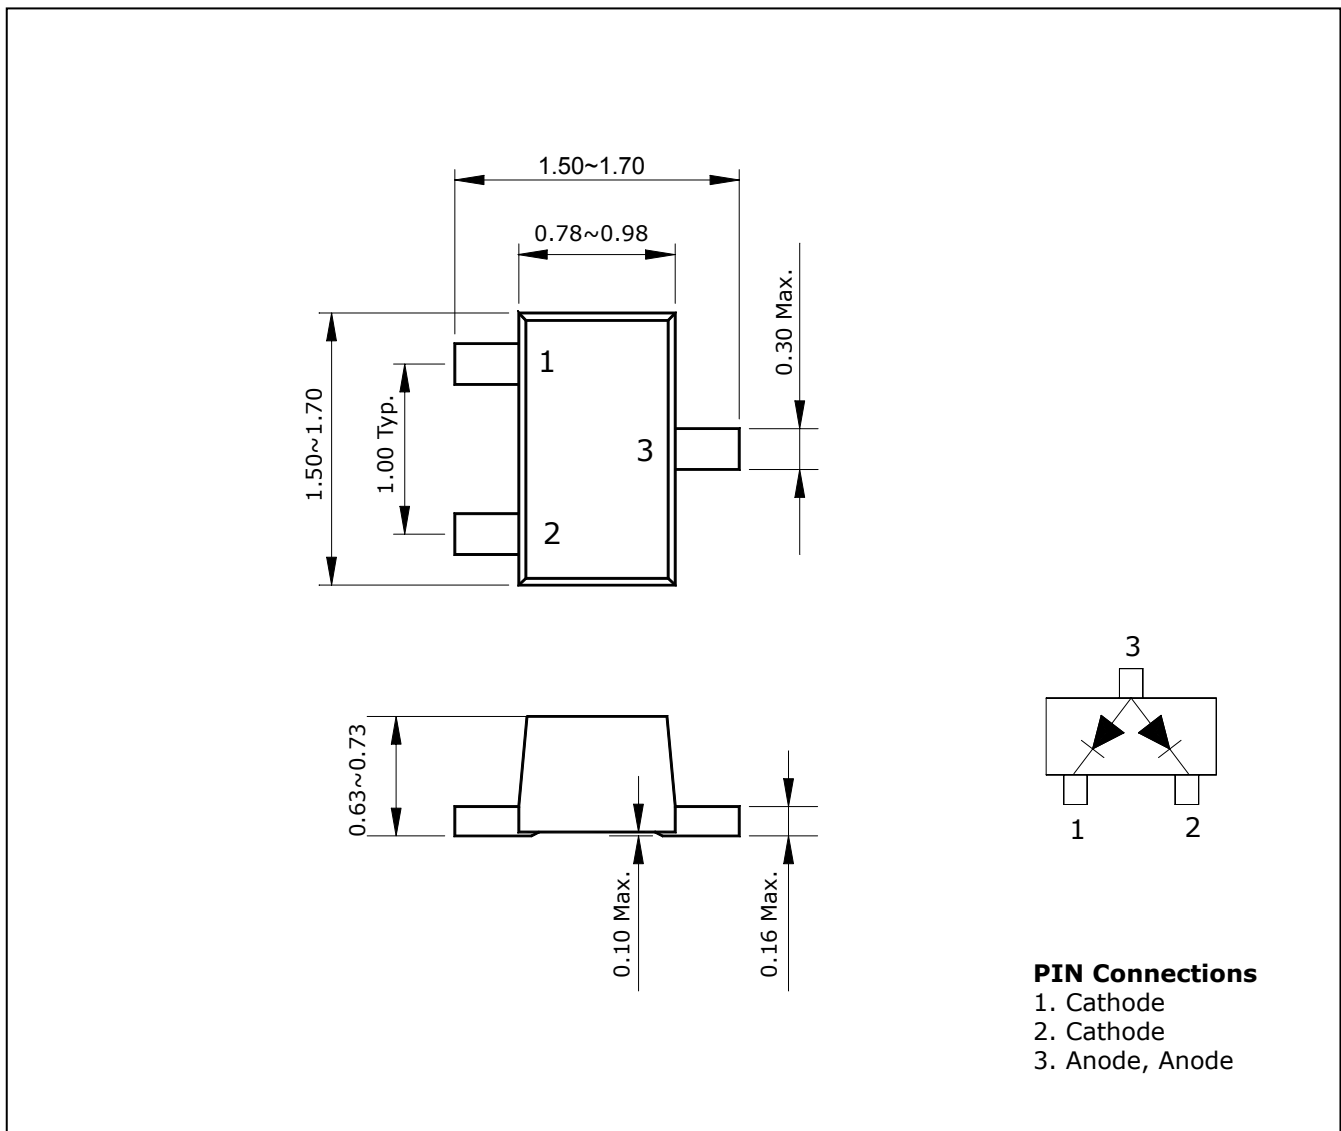 1.50~1.70
0.78~0.98
0.30 Max.
1
1.50~1.70
1.00 Typ.
3
2
3
0.63~0.73
1
2
0.10 Max.
0.16 Max.
PIN Connections
1. Cathode
2. Cathode
3. Anode, Anode